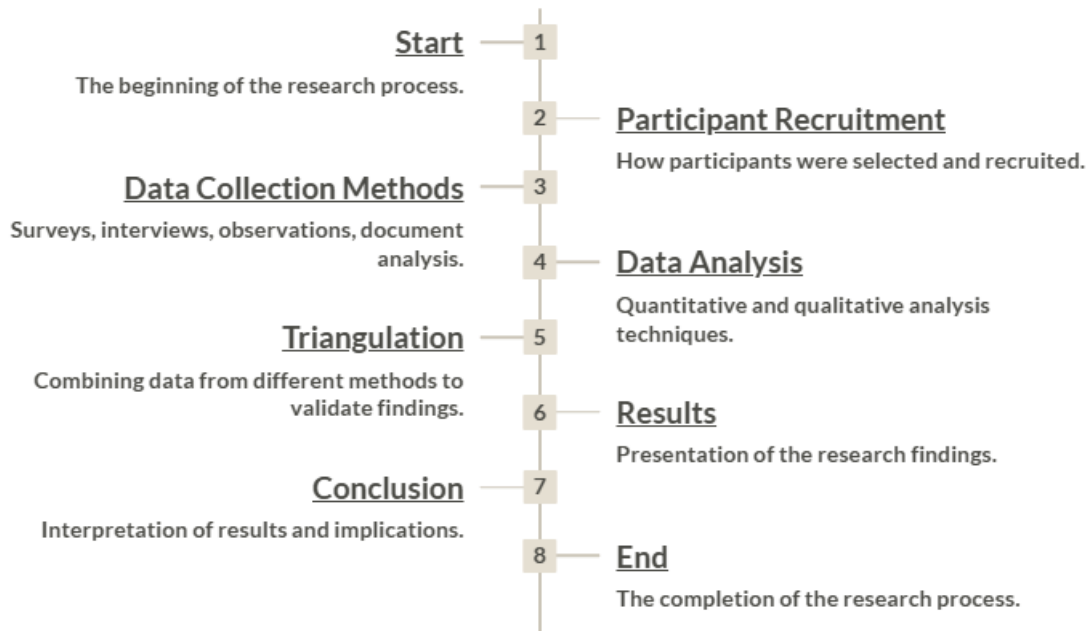 Start
1
The beginning of the research process.
2
Participant Recruitment
How participants were selected and recruited.
Data Collection Methods
3
Surveys, interviews, observations, document
analysis.
4
Data Analysis
Quantitative and qualitative analysis
techniques.
Triangulation
5
Combining data from different methods to
validate findings.
6
Results
Presentation of the research findings.
Conclusion
7
Interpretation of results and implications.
8
End
The completion of the research process.